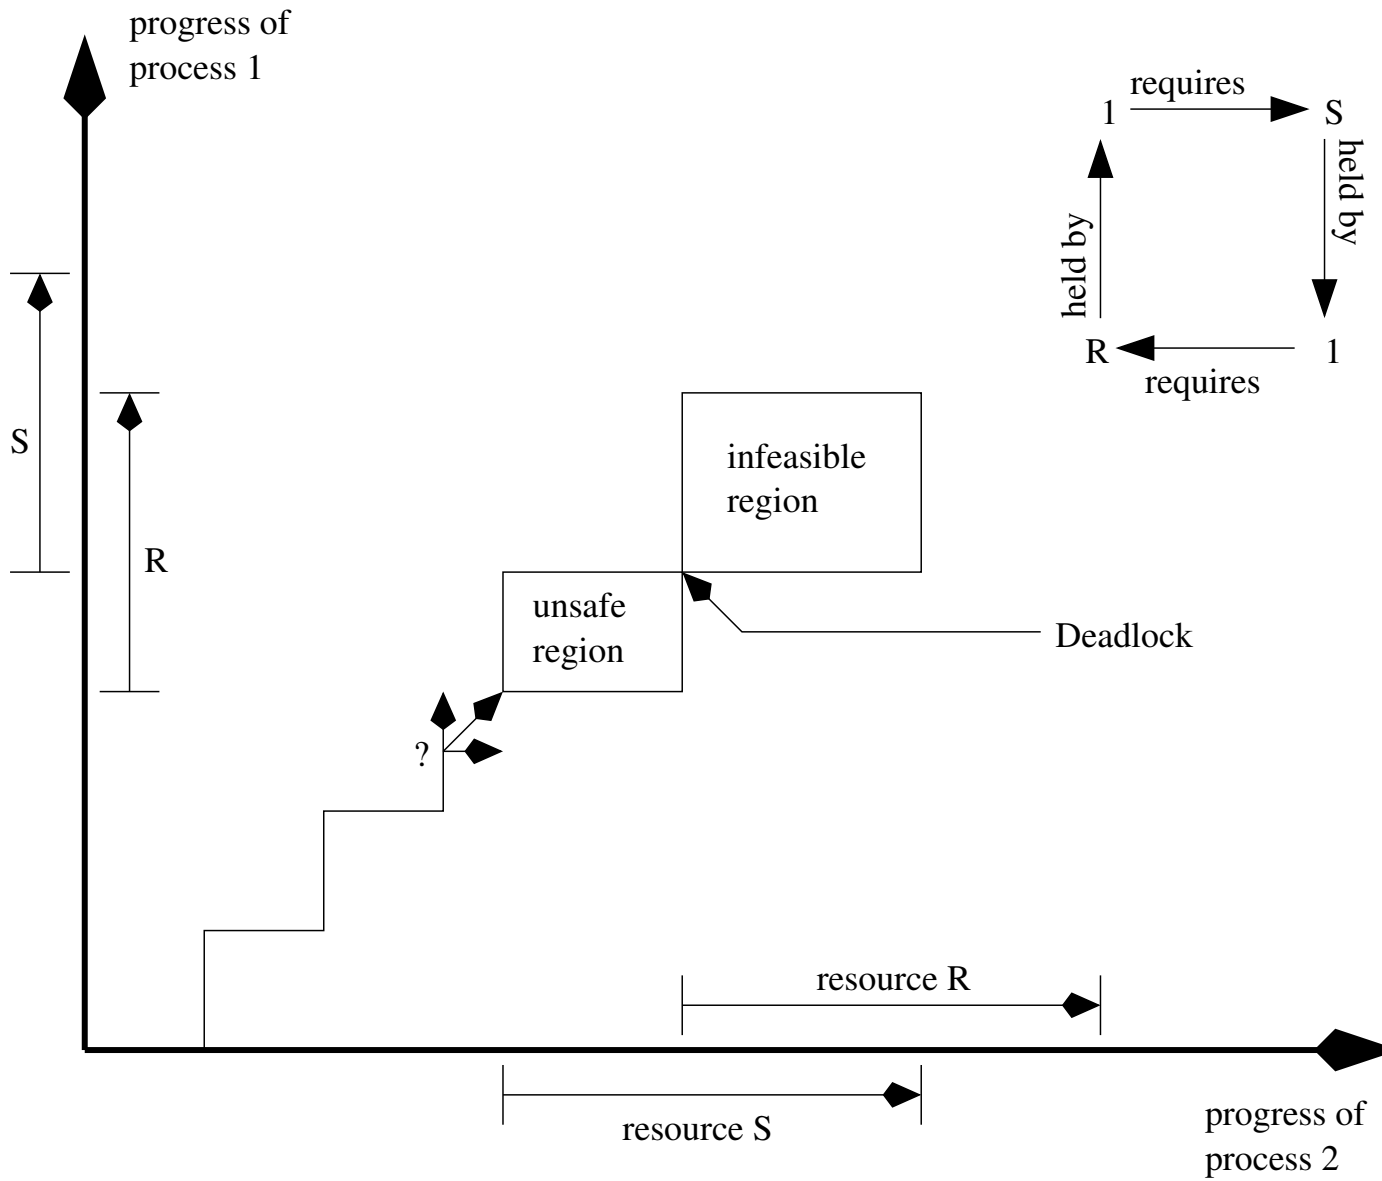 progress of
process 1
requires
1
S
held by
held by
R
1
requires
S
R
infeasible
region
unsafe
region
Deadlock
?
resource R
resource S
progress of
process 2